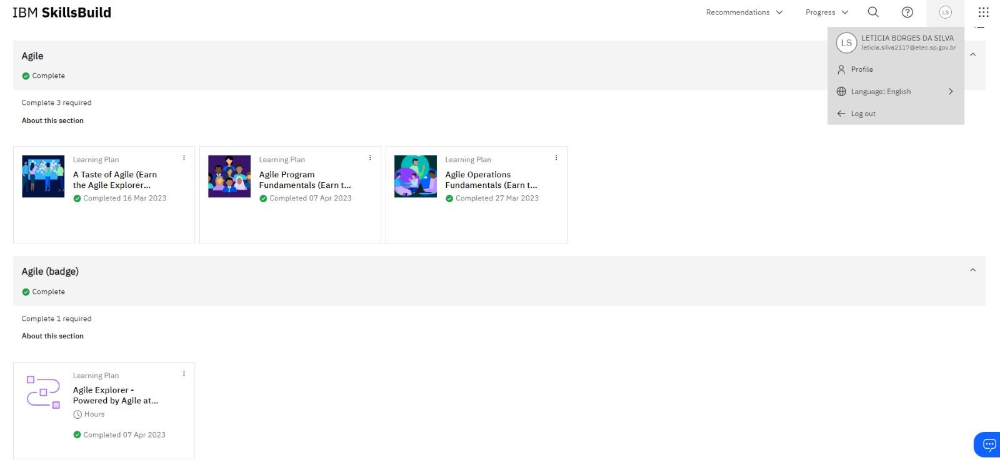 IBM SkillsBuild
Recommendations
Progress
LS
LS
LETICIA BORGES DA SILVA
leticia.silva2117@etec.sp.gov.br
Profile
Language: English
Log out
Agile
Complete
Complete 3 required
About this section
Learning Plan
A Taste of Agile (Earn
the Agile Explorer...
Completed 16 Mar 2023
Learning Plan
Agile Program
Fundamentals (Earn t...
Completed 07 Apr 2023
Learning Plan
Agile Operations
Fundamentals (Earn t...
Completed 27 Mar 2023
Agile (badge)
Complete
Complete 1 required
About this section
Learning Plan
Agile Explorer -
Powered by Agile at...
Hours
Completed 07 Apr 2023